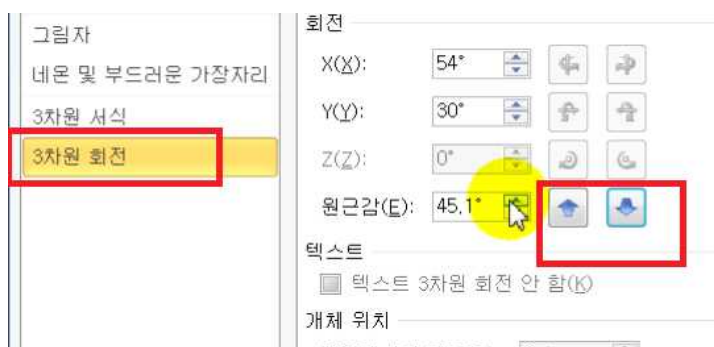 그림자
네온 및 부드러운 가장자리
3차원 서식
3차원 회전
회전
X(X): 54°
Y(Y): 30°
Z(Z): 0°
원근감(E): 45,1°
텍스트
텍스트 3차원 회전 안 함(K)
개체 위치